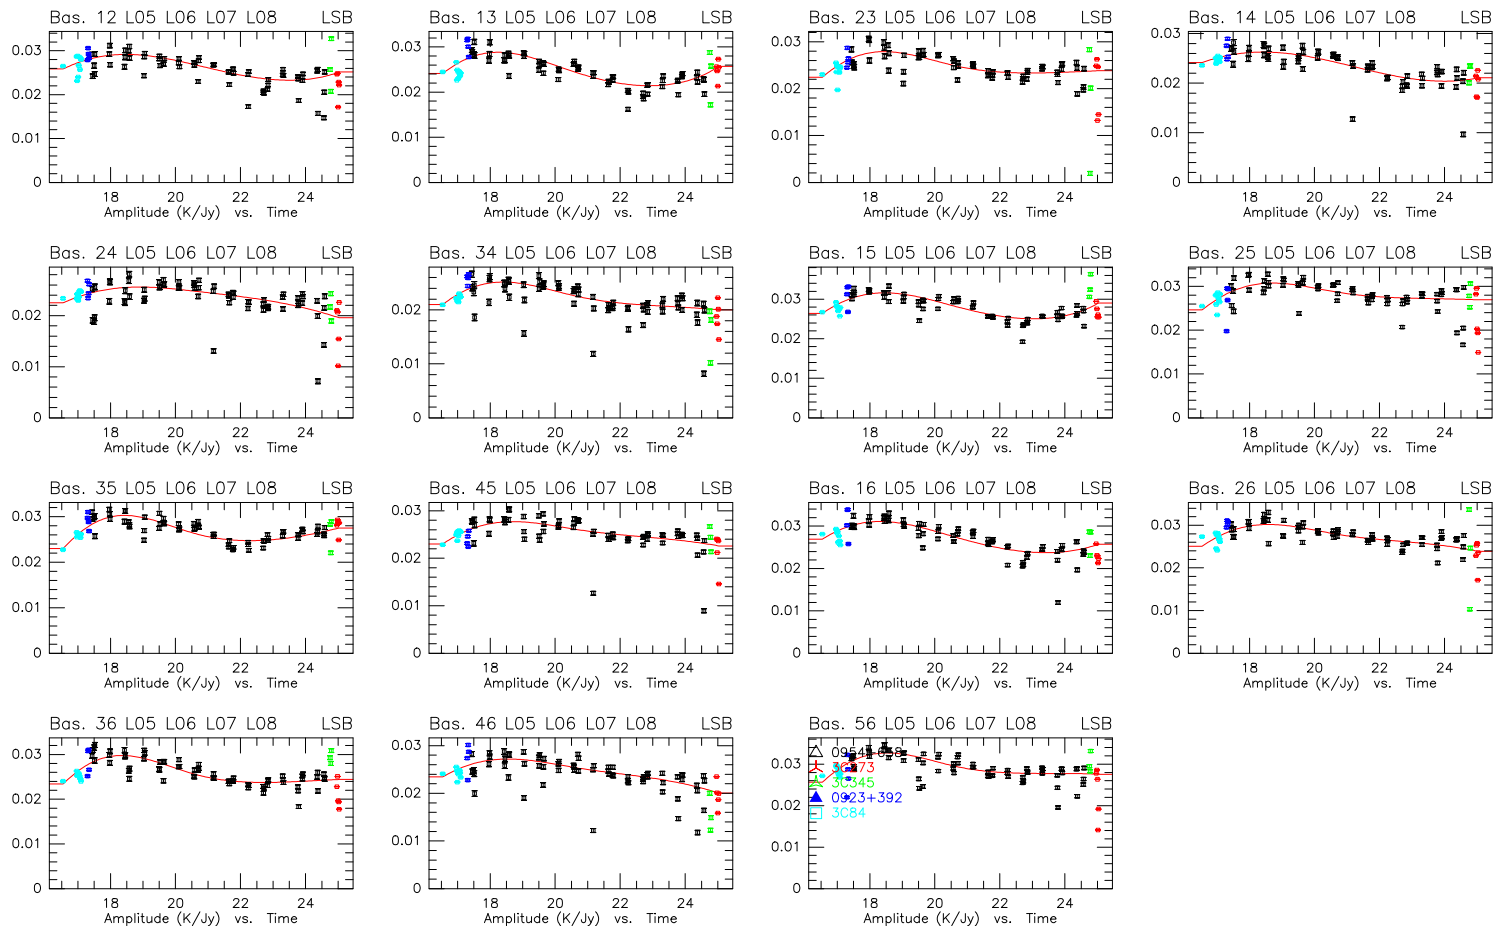 Bas. 12 L05 L06 L07 L08 LSB
Bas. 13 L05 L06 L07 L08 LSB
Bas. 23 L05 L06 L07 L08 LSB
Bas. 14 L05 L06 L07 L08 LSB
0.03 0.02 0.01 0
0.03 0.02 0.01 0
0.03 0.02 0.01 0
0.03 0.02 0.01 0
18 20 22 24
18 20 22 24
18 20 22 24
18 20 22 24
Amplitude (K/Jy) vs. Time
Amplitude (K/Jy) vs. Time
Amplitude (K/Jy) vs. Time
Amplitude (K/Jy) vs. Time
Bas. 24 L05 L06 L07 L08 LSB
Bas. 34 L05 L06 L07 L08 LSB
Bas. 15 L05 L06 L07 L08 LSB
Bas. 25 L05 L06 L07 L08 LSB
0.02 0.01 0
0.02 0.01 0
0.03 0.02 0.01 0
0.03 0.02 0.01 0
18 20 22 24
18 20 22 24
18 20 22 24
18 20 22 24
Amplitude (K/Jy) vs. Time
Amplitude (K/Jy) vs. Time
Amplitude (K/Jy) vs. Time
Amplitude (K/Jy) vs. Time
Bas. 35 L05 L06 L07 L08 LSB
Bas. 45 L05 L06 L07 L08 LSB
Bas. 16 L05 L06 L07 L08 LSB
Bas. 26 L05 L06 L07 L08 LSB
0.03 0.02 0.01 0
0.03 0.02 0.01 0
0.03 0.02 0.01 0
0.03 0.02 0.01 0
18 20 22 24
18 20 22 24
18 20 22 24
18 20 22 24
Amplitude (K/Jy) vs. Time
Amplitude (K/Jy) vs. Time
Amplitude (K/Jy) vs. Time
Amplitude (K/Jy) vs. Time
Bas. 36 L05 L06 L07 L08 LSB
Bas. 46 L05 L06 L07 L08 LSB
Bas. 56 L05 L06 L07 L08 LSB
0.03 0.02 0.01 0
0.03 0.02 0.01 0
0.03 0.02 0.01 0
3C273
3C345
0923+392
3C84
18 20 22 24
18 20 22 24
18 20 22 24
Amplitude (K/Jy) vs. Time
Amplitude (K/Jy) vs. Time
Amplitude (K/Jy) vs. Time